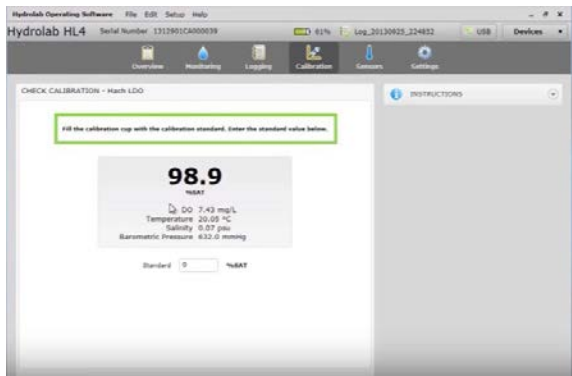 Hydrolab Operating Software File Edit Setup Help
Hydrolab HL4 Serial Number 1312901CA000039 61% Log_20130825_224852 USB Devices
Overview Monitoring Logging Calibration Sensors Settings
CHECK CALIBRATION - Hach LDO
INSTRUCTIONS
Fill the calibration cup with the calibration standard. Enter the standard value below.
98.9
%SAT
DO 7.43 mg/L
Temperature 20.05 °C
Salinity 0.07 psu
Barometric Pressure 632.0 mmHg
Standard 0 %SAT